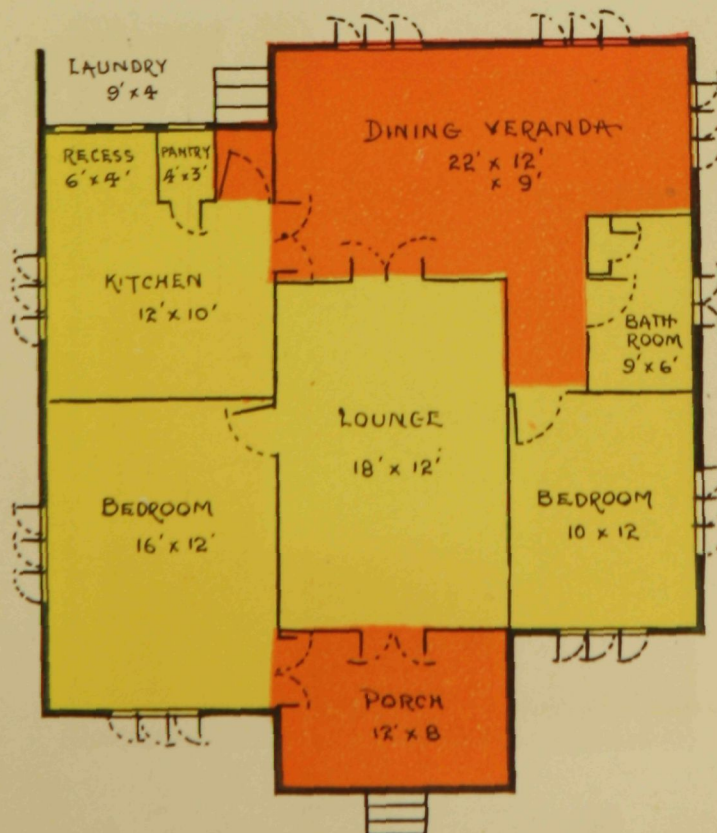 LAUNDRY
9' x 4
RECESS
6' x 4'
PANTRY
4' x 3'
DINING VERANDA
22' x 12'
x 9'
KITCHEN
12' x 10'
BATH
ROOM
9' x 6'
LOUNGE
18' x 12'
BEDROOM
16' x 12'
BEDROOM
10 x 12
PORCH
12' x 8